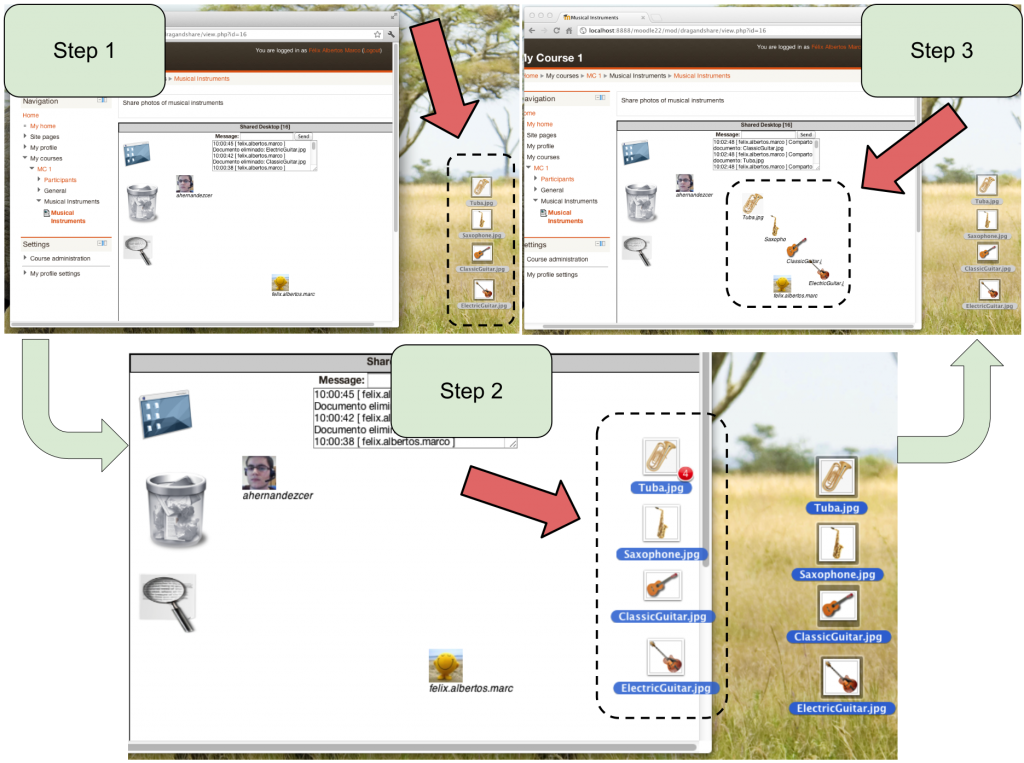 Step 1
dragandshare/view.php?id=16
You are logged in as Félix Albertos Marco (Logout)
▸ Musical Instruments
Navigation
Home
My home
Site pages
My profile
My courses
MC 1
Participants
General
Musical Instruments
Musical Instruments
Settings
Course administration
My profile settings
Share photos of musical instruments
Shared Desktop [16]
Message:
Send
10:00:45 [ felix.albertos.marco ]
Documento eliminado: ElectricGuitar.jpg
10:00:42 [ felix.albertos.marco ]
Documento eliminado: ClassicGuitar.jpg
10:00:38 [ felix.albertos.marco ]
ahernandezcer
felix.albertos.marc
Tuba.jpg
Saxophone.jpg
ClassicGuitar.jpg
ElectricGuitar.jpg
Step 3
Musical Instruments
localhost:8888/moodle22/mod/dragandshare/view.php?id=16
You are logged in as Félix Albertos Marco
My Course 1
Home ▸ My courses ▸ MC 1 ▸ Musical Instruments ▸ Musical Instruments
avigation
Home
My home
Site pages
My profile
My courses
MC 1
Participants
General
Musical Instruments
Musical Instruments
ettings
Course administration
My profile settings
Share photos of musical instruments
Shared Desktop [16]
Message:
Send
10:02:48 [ felix.albertos.marco ] Comparto
documento: ClassicGuitar.jpg
10:02:48 [ felix.albertos.marco ] Comparto
documento: Tuba.jpg
10:02:48 [ felix.albertos.marco ] Comparto
ahernandezcer
Tuba.jpg
Saxopho
ClassicGuitar.j
ElectricGuitar.j
felix.albertos.marc
Tuba.jpg
Saxophone.jpg
ClassicGuitar.jpg
ElectricGuitar.jpg
Step 2
Shar
Message:
10:00:45 [ felix.al
Documento elimi
10:00:42 [ felix.al
Documento elimi
10:00:38 [ felix.albertos.marco ]
ahernandezcer
felix.albertos.marc
4
Tuba.jpg
Saxophone.jpg
ClassicGuitar.jpg
ElectricGuitar.jpg
Tuba.jpg
Saxophone.jpg
ClassicGuitar.jpg
ElectricGuitar.jpg